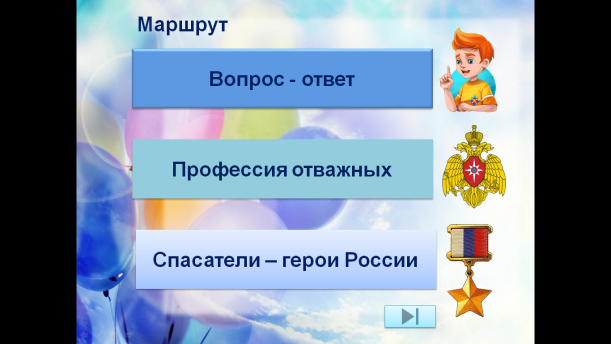 Маршрут
Вопрос - ответ
Профессия отважных
Спасатели – герои России